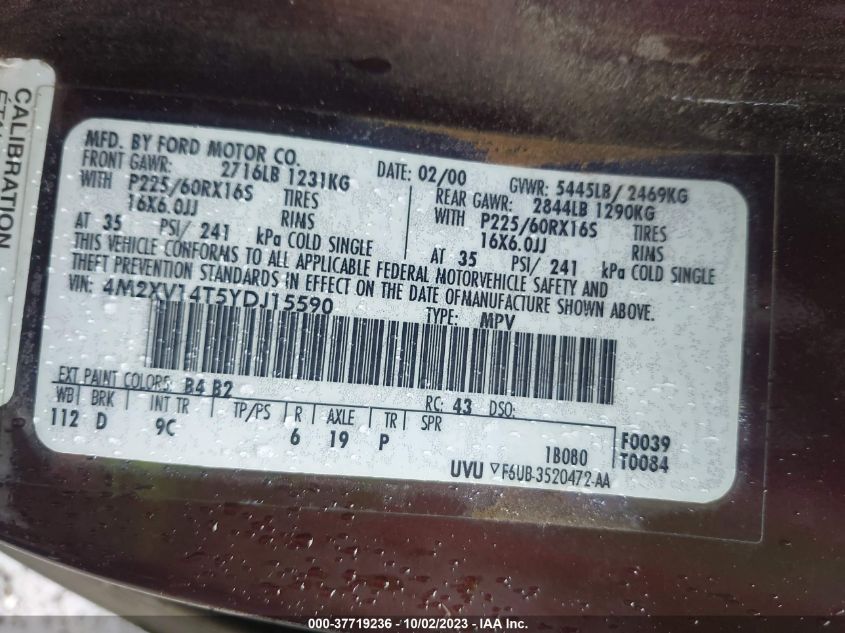 CALIBRATION
MFD. BY FORD MOTOR CO.
DATE: 02/00 GVWR: 5445LB/ 2469KG
FRONT GAWR: 2716LB 1231KG
WITH P225/60RX16S TIRES
16X6.0JJ RIMS
AT 35 PSI/ 241 kPa COLD SINGLE
REAR GAWR: 2844LB 1290KG
WITH P225/60RX16S TIRES
16X6.0JJ RIMS
AT 35 PSI/ 241 kPa COLD SINGLE
THIS VEHICLE CONFORMS TO ALL APPLICABLE FEDERAL MOTORVEHICLE SAFETY AND
THEFT PREVENTION STANDARDS IN EFFECT ON THE DATE OF MANUFACTURE SHOWN ABOVE.
VIN: 4M2XV14T5YDJ15590
TYPE: MPV
EXT PAINT COLORS: B4 B2 RC: 43 DSO:
WB BRK INT TR TP/PS R AXLE TR SPR
112 D 9C 6 19 P
1B080
F0039
T0084
UVU F6UB-3520472-AA
000-37719236 - 10/02/2023 - IAA Inc.